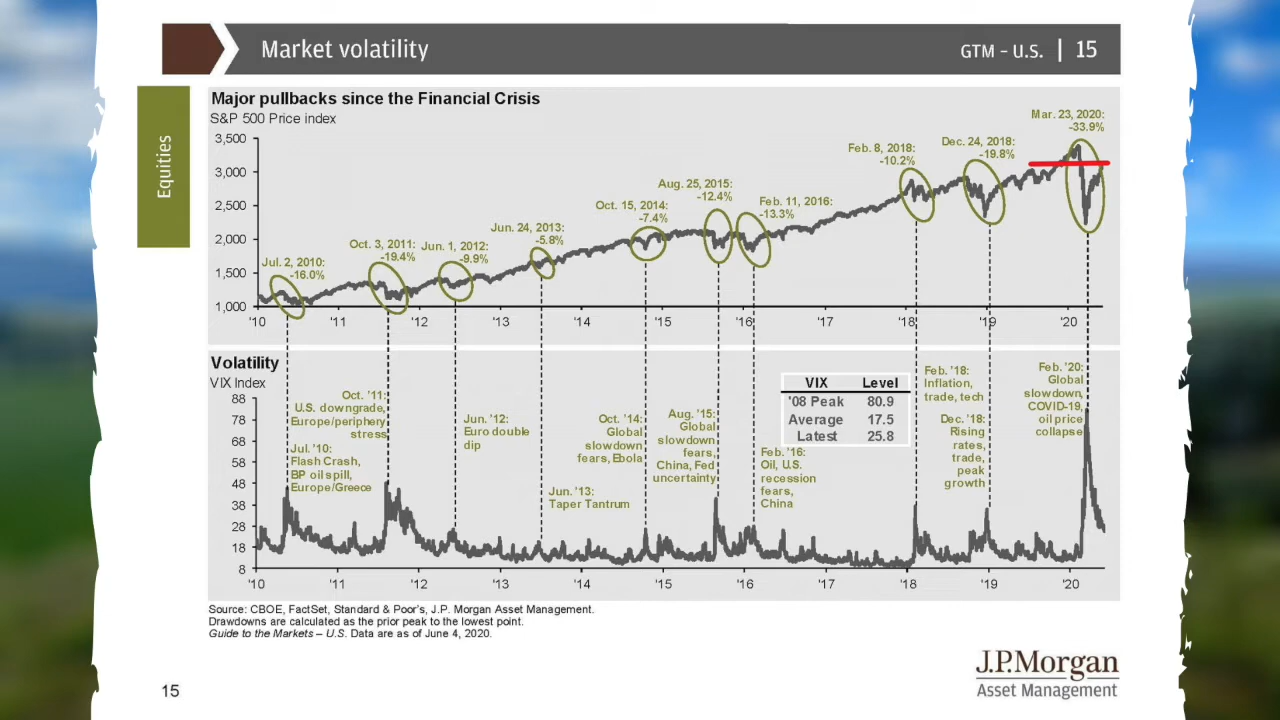 Market volatility
GTM – U.S. | 15
Equities
Major pullbacks since the Financial Crisis
S&P 500 Price index
3,500
3,000
2,500
2,000
1,500
1,000
Jul. 2, 2010:
-16.0%
Oct. 3, 2011:
-19.4%
Jun. 1, 2012:
-9.9%
Jun. 24, 2013:
-5.8%
Oct. 15, 2014:
-7.4%
Aug. 25, 2015:
-12.4%
Feb. 11, 2016:
-13.3%
Feb. 8, 2018:
-10.2%
Dec. 24, 2018:
-19.8%
Mar. 23, 2020:
-33.9%
'10 '11 '12 '13 '14 '15 '16 '17 '18 '19 '20
Volatility
VIX Index
88
78
68
58
48
38
28
18
8
Jul. '10:
Flash Crash,
BP oil spill,
Europe/Greece
Oct. '11:
U.S. downgrade,
Europe/periphery
stress
Jun. '12:
Euro double
dip
Jun. '13:
Taper Tantrum
Oct. '14:
Global
slowdown
fears, Ebola
Aug. '15:
Global
slowdown
fears,
China, Fed
uncertainty
Feb. '16:
Oil, U.S.
recession
fears,
China
VIX Level
'08 Peak 80.9
Average 17.5
Latest 25.8
Feb. '18:
Inflation,
trade, tech
Dec. '18:
Rising
rates,
trade,
peak
growth
Feb. '20:
Global
slowdown,
COVID-19,
oil price
collapse
'10 '11 '12 '13 '14 '15 '16 '17 '18 '19 '20
Source: CBOE, FactSet, Standard & Poor's, J.P. Morgan Asset Management.
Drawdowns are calculated as the prior peak to the lowest point.
Guide to the Markets – U.S. Data are as of June 4, 2020.
15
J.P.Morgan
Asset Management